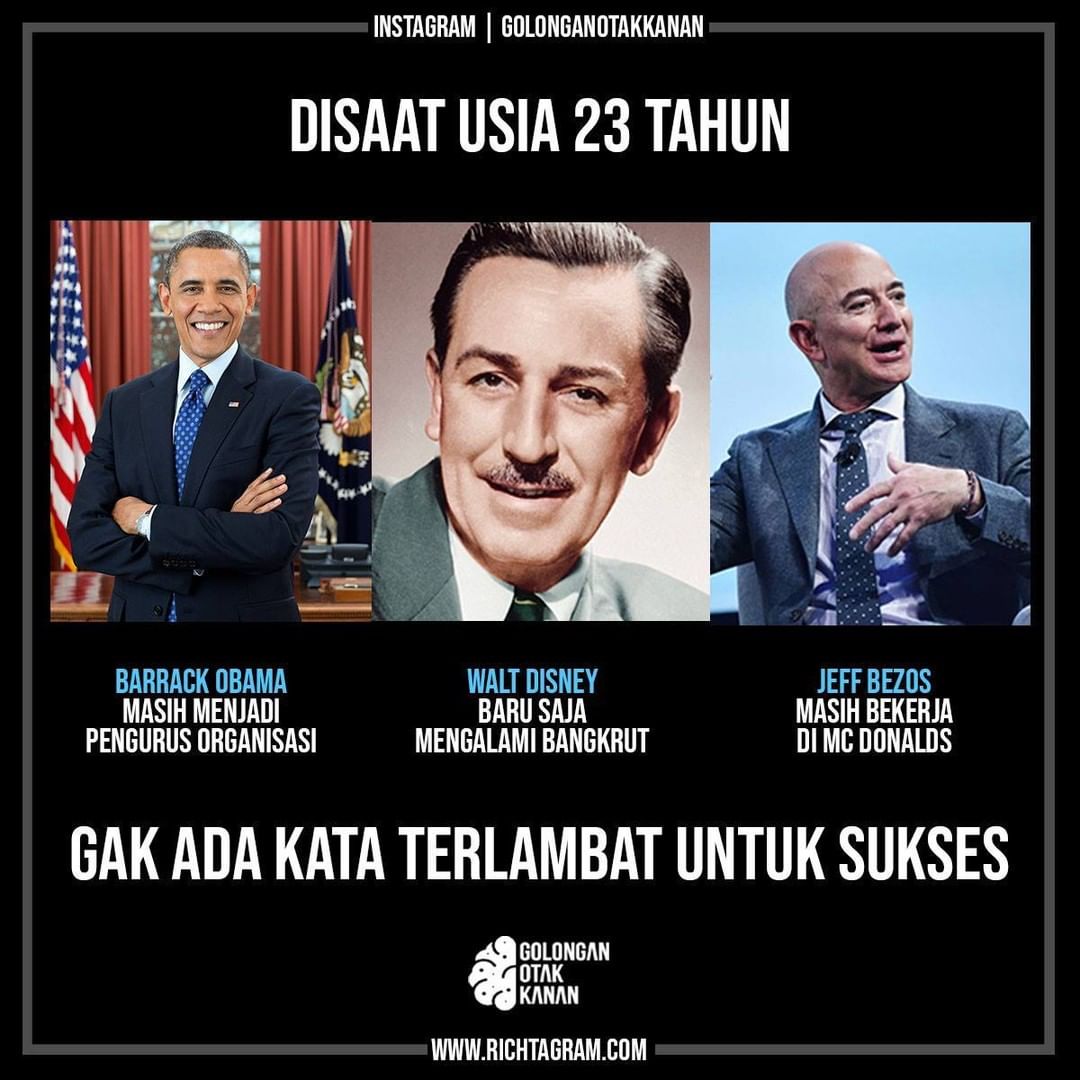 INSTAGRAM | GOLONGANOTAKKANAN
DISAAT USIA 23 TAHUN
BARRACK OBAMA
MASIH MENJADI
PENGURUS ORGANISASI
WALT DISNEY
BARU SAJA
MENGALAMI BANGKRUT
JEFF BEZOS
MASIH BEKERJA
DI MC DONALDS
GAK ADA KATA TERLAMBAT UNTUK SUKSES
GOLONGAN
OTAK
KANAN
WWW.RICHTAGRAM.COM